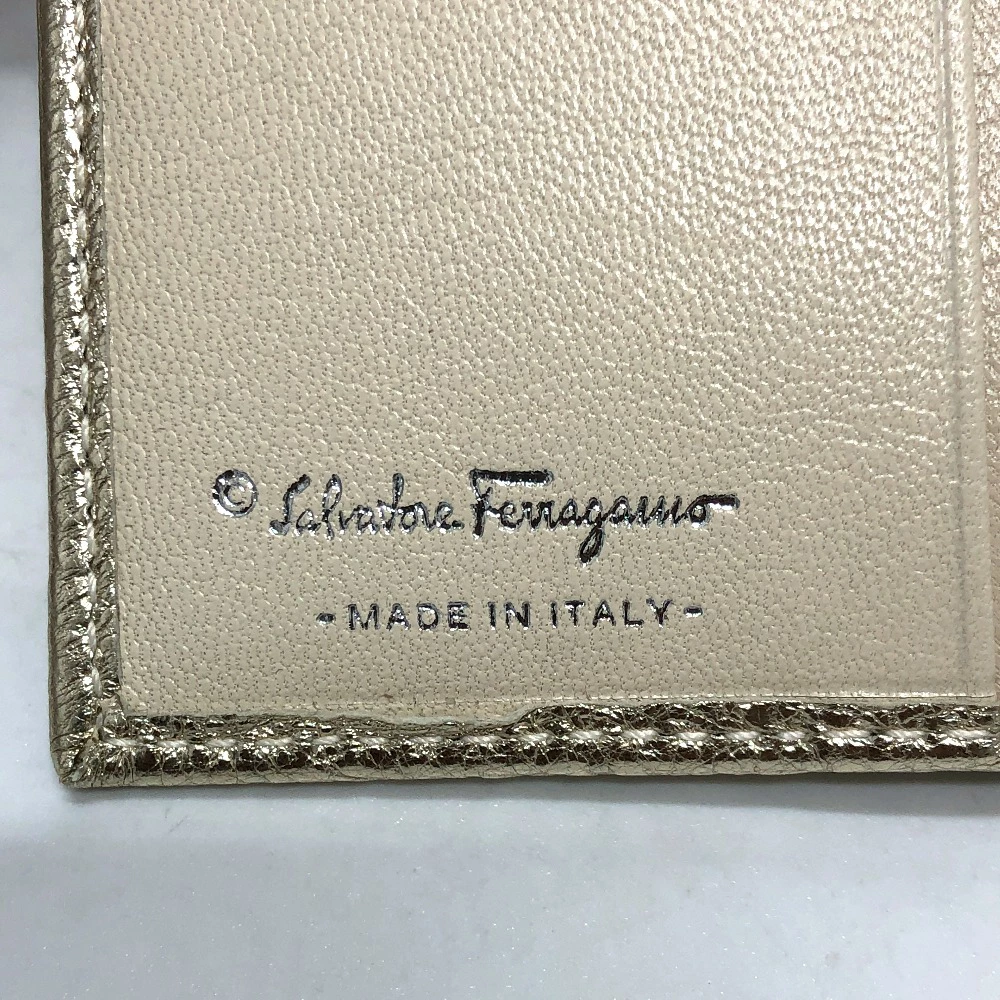 © Salvatore Ferragamo
-MADE IN ITALY-